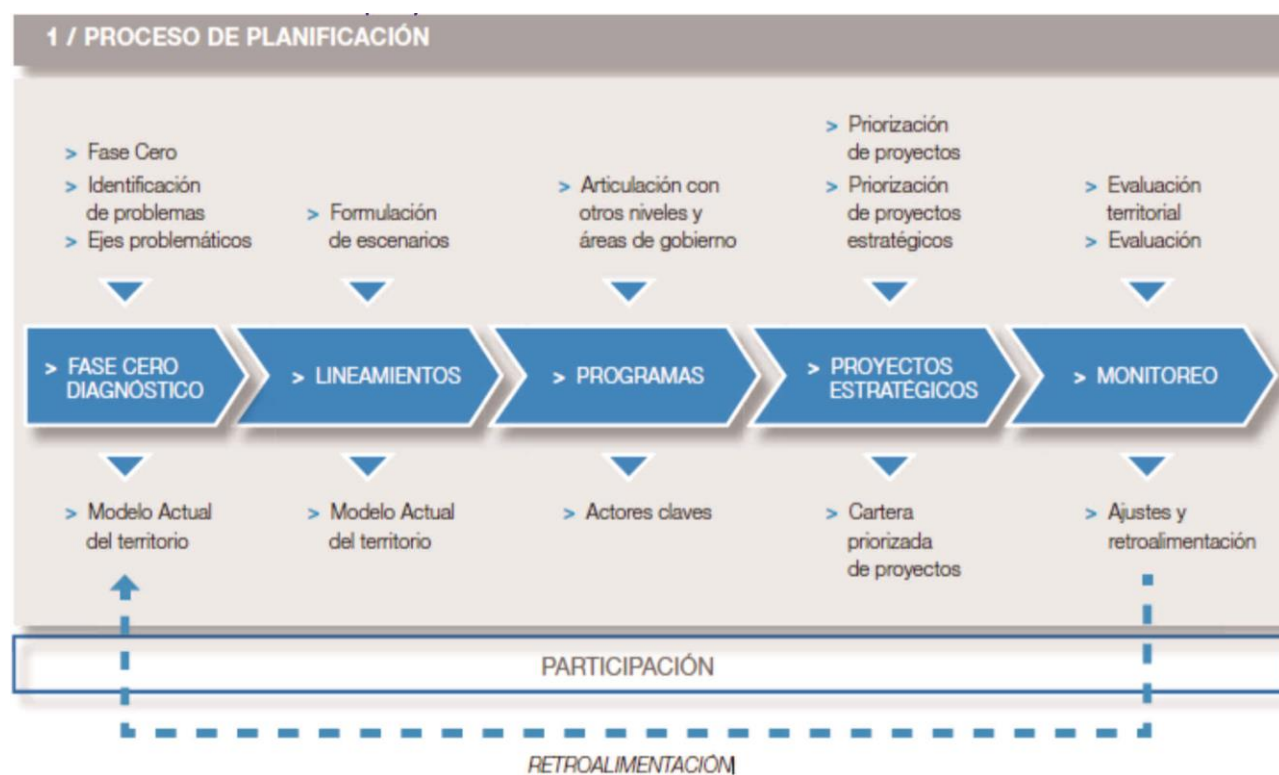 1 / PROCESO DE PLANIFICACIÓN
> Fase Cero
> Identificación
de problemas
> Ejes problemáticos
> Formulación
de escenarios
> Articulación con
otros niveles y
áreas de gobierno
> Priorización
de proyectos
> Priorización
de proyectos
estratégicos
> Evaluación
territorial
> Evaluación
> FASE CERO
DIAGNÓSTICO
> LINEAMIENTOS
> PROGRAMAS
> PROYECTOS
ESTRATÉGICOS
> MONITOREO
> Modelo Actual
del territorio
> Modelo Actual
del territorio
> Actores claves
> Cartera
priorizada
de proyectos
> Ajustes y
retroalimentación
PARTICIPACIÓN
RETROALIMENTACIÓN